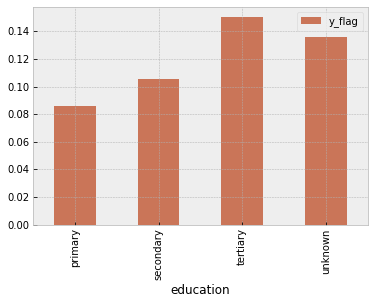 y_flag
0.14
0.12
0.10
0.08
0.06
0.04
0.02
0.00
primary
secondary
tertiary
unknown
education